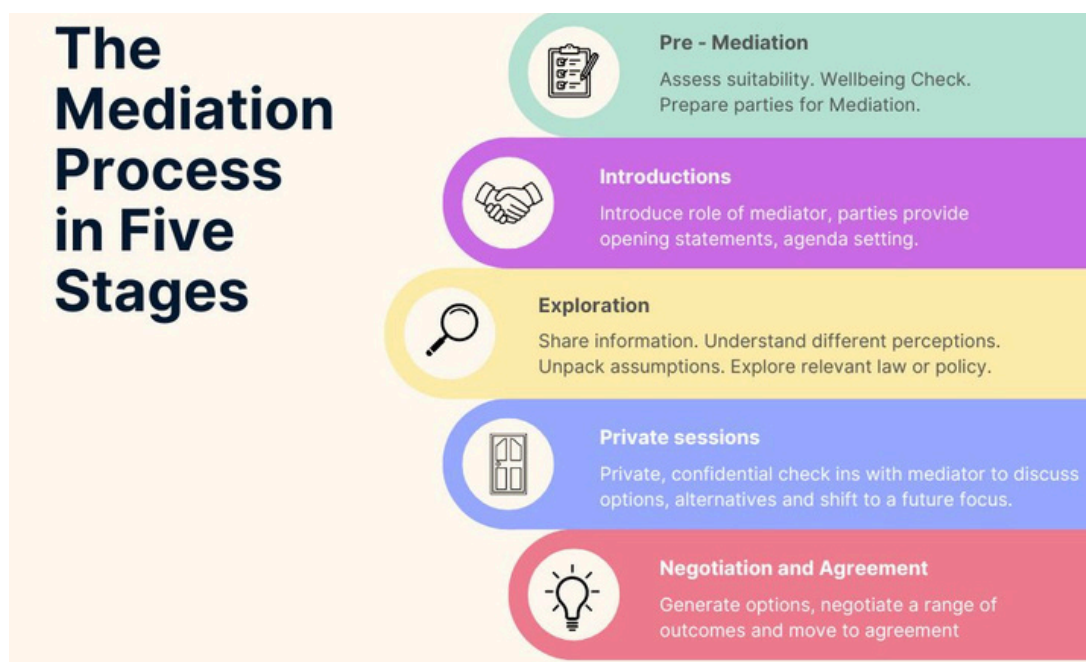 The
Mediation
Process
in Five
Stages
Pre - Mediation
Assess suitability. Wellbeing Check.
Prepare parties for Mediation.
Introductions
Introduce role of mediator, parties provide
opening statements, agenda setting.
Exploration
Share information. Understand different perceptions.
Unpack assumptions. Explore relevant law or policy.
Private sessions
Private, confidential check ins with mediator to discuss
options, alternatives and shift to a future focus.
Negotiation and Agreement
Generate options, negotiate a range of
outcomes and move to agreement